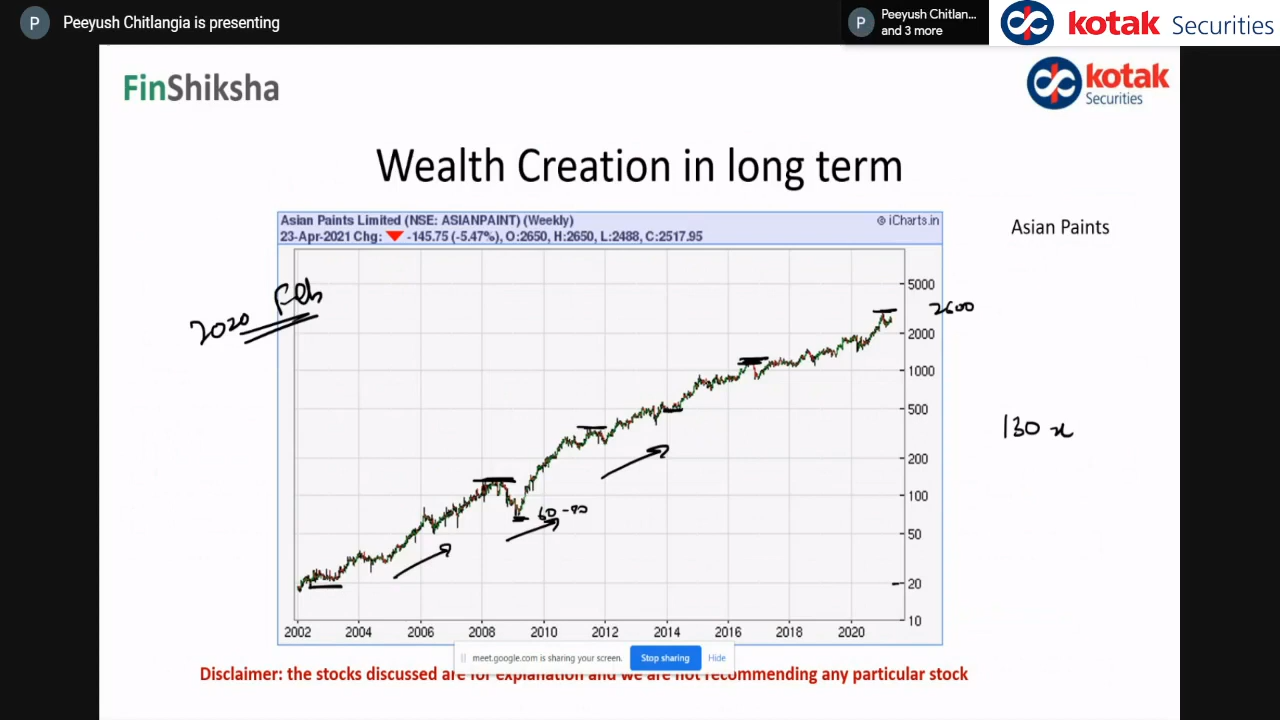 P Peeyush Chitlangia is presenting
P Peeyush Chitlan...
and 3 more
kotak Securities
FinShiksha
kotak
Securities
Wealth Creation in long term
Asian Paints Limited (NSE: ASIANPAINT) (Weekly) © iCharts.in
23-Apr-2021 Chg: -145.75 (-5.47%), O:2650, H:2650, L:2488, C:2517.95
Asian Paints
5000
2020 Feb
2600
2000
1000
500
130 x
200
100
50
20
10
2002 2004 2006 2008 2010 2012 2014 2016 2018 2020
meet.google.com is sharing your screen. Stop sharing Hide
Disclaimer: the stocks discussed are for explanation and we are not recommending any particular stock